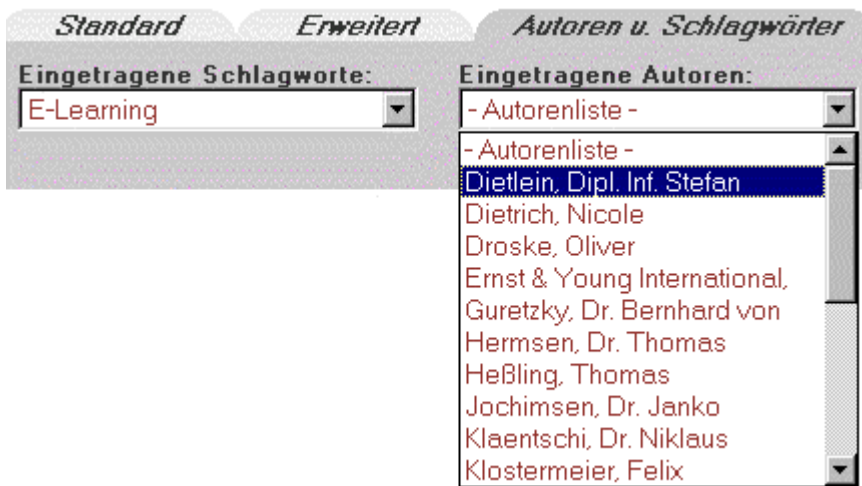 Standard Erweitert Autoren u. Schlagwörter
Eingetragene Schlagworte: Eingetragene Autoren:
E-Learning - Autorenliste -
- Autorenliste -
Dietlein, Dipl. Inf. Stefan
Dietrich, Nicole
Droske, Oliver
Ernst & Young International,
Guretzky, Dr. Bernhard von
Hermsen, Dr. Thomas
Heßling, Thomas
Jochimsen, Dr. Janko
Klaentschi, Dr. Niklaus
Klostermeier, Felix